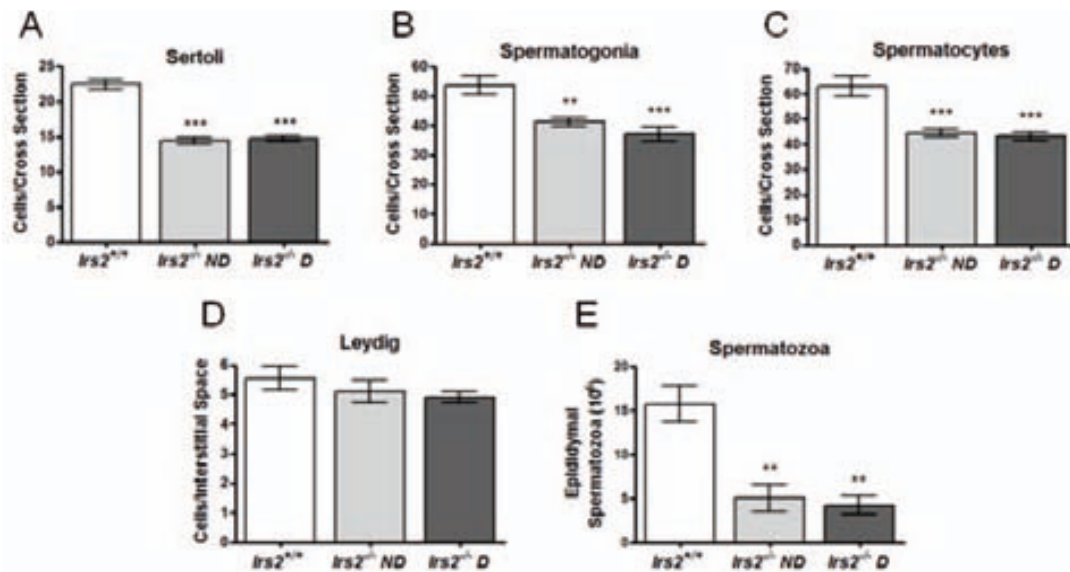 A
Sertoli
Cells/Cross Section
25
20
15
10
5
0
***
***
Irs2+/+ Irs2-/- ND Irs2-/- D
B
Spermatogonia
Cells/Cross Section
60
50
40
30
20
10
0
**
***
Irs2+/+ Irs2-/- ND Irs2-/- D
C
Spermatocytes
Cells/Cross Section
70
60
50
40
30
20
10
0
***
***
Irs2+/+ Irs2-/- ND Irs2-/- D
D
Leydig
Cells/Interstitial Space
6
5
4
3
2
1
0
Irs2+/+ Irs2-/- ND Irs2-/- D
E
Spermatozoa
Epididymal
Spermatozoa (10⁶)
20
15
10
5
0
**
**
Irs2+/+ Irs2-/- ND Irs2-/- D